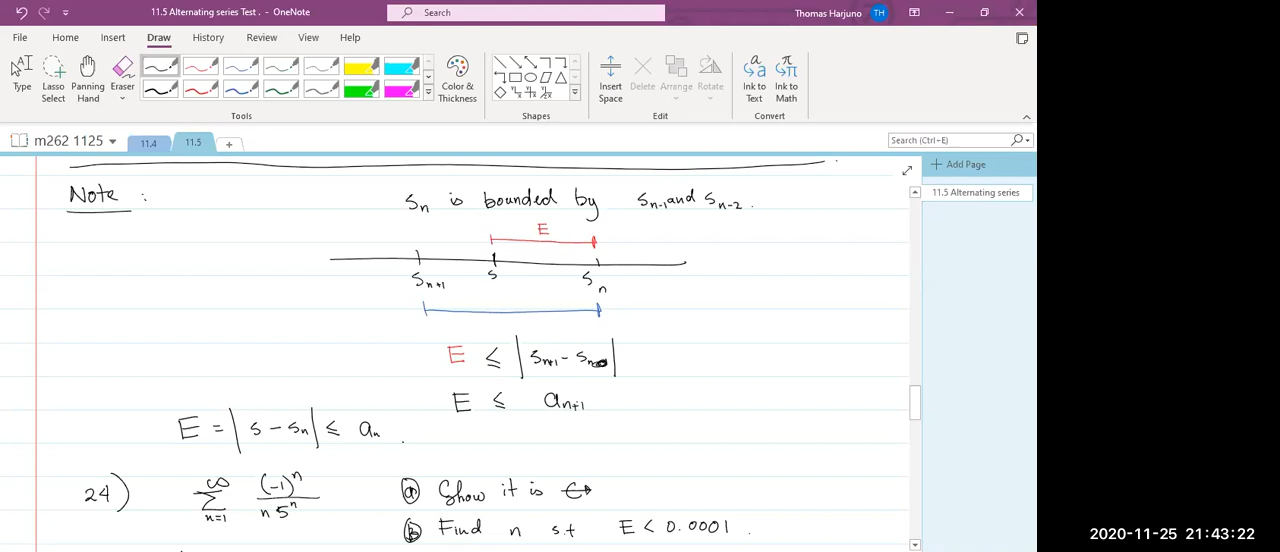 11.5 Alternating series Test . - OneNote
Search
Thomas Harjuno TH
File Home Insert Draw History Review View Help
Type Lasso Select Panning Hand Eraser Color & Thickness Insert Space Delete Arrange Rotate Ink to Text Ink to Math
Tools Shapes Edit Convert
m262 1125 11.4 11.5 + Search (Ctrl+E)
+ Add Page
11.5 Alternating series
Note :
Sn is bounded by Sn-1 and Sn-2 .
E
Sn+1 S Sn
E ≤ |Sn+1 - Sn|
E ≤ an+1
E = |S - Sn| ≤ an .
24) ∞ ∑ n=1 (-1)^n / n 5^n
ⓐ Show it is
ⓑ Find n s.t E < 0.0001 .
2020-11-25 21:43:22